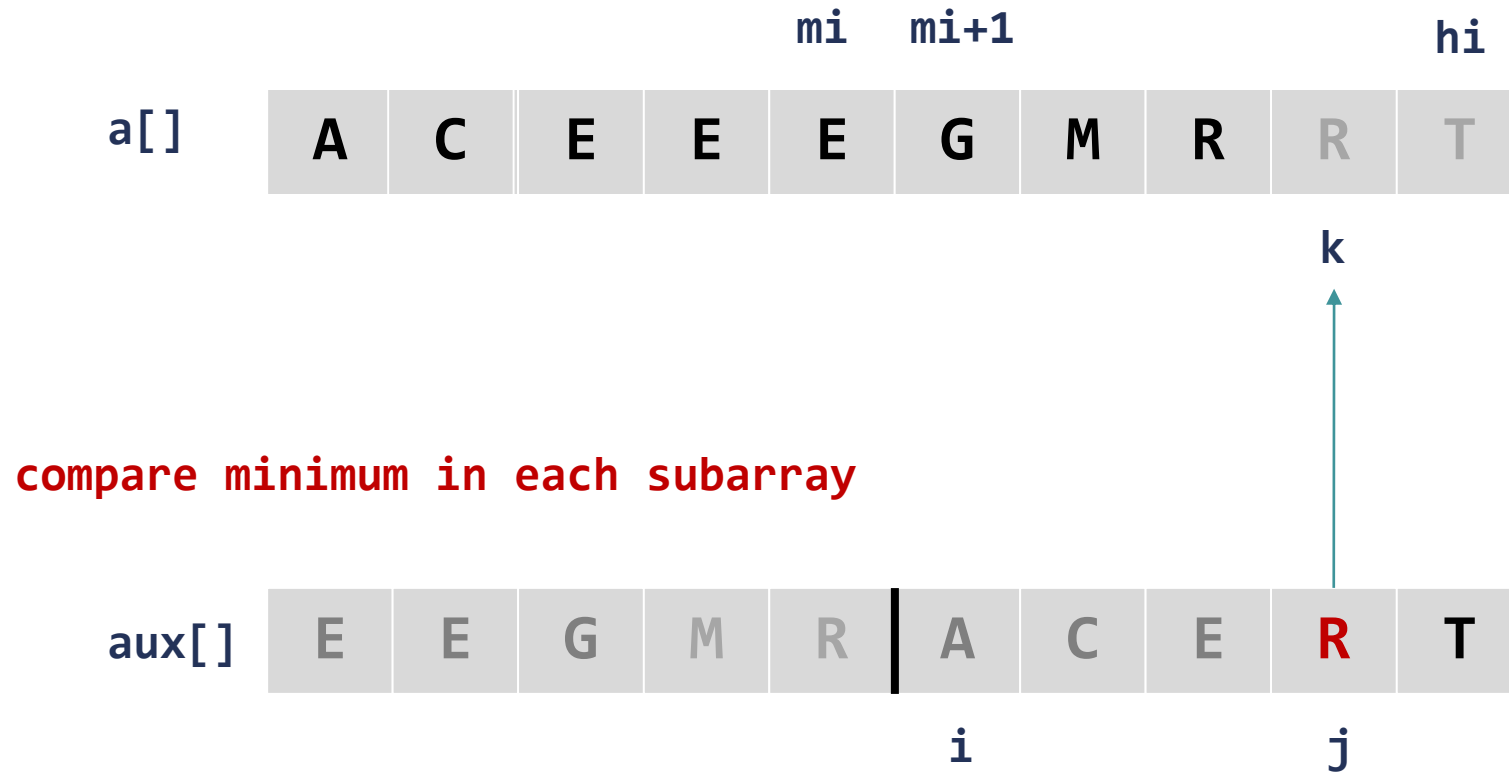 mi mi+1 hi
a[] A C E E E G M R R T
k
compare minimum in each subarray
aux[] E E G M R A C E R T
i j